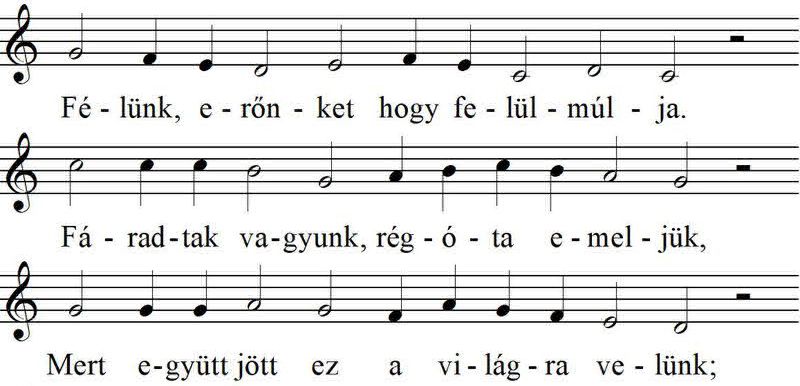 Fé - lünk, e - rőn - ket hogy fe - lül - múl - ja.
Fá - rad - tak va - gyunk, rég - ó - ta e - mel - jük,
Mert e - gyütt jött ez a vi - lág - ra ve - lünk;